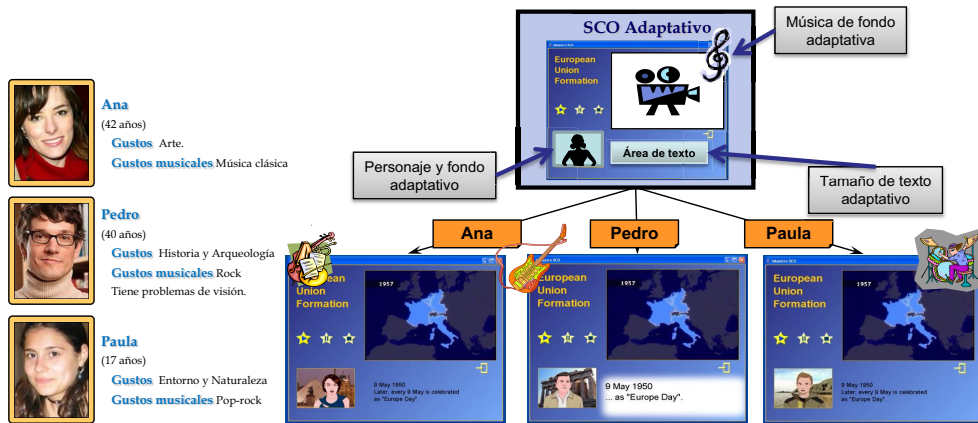 Ana
(42 años)
Gustos Arte.
Gustos musicales Música clásica
Pedro
(40 años)
Gustos Historia y Arqueología
Gustos musicales Rock
Tiene problemas de visión.
Paula
(17 años)
Gustos Entorno y Naturaleza
Gustos musicales Pop-rock
SCO Adaptativo
European
Union
Formation
Área de texto
Música de fondo
adaptativa
Personaje y fondo
adaptativo
Tamaño de texto
adaptativo
Ana
Pedro
Paula
European
Union
Formation
1957
9 May 1950
Later, every 9 May is celebrated
as "Europe Day".
European
Union
Formation
1957
9 May 1950
... as "Europe Day".
European
Union
Formation
1957
9 May 1950
Later, every 9 May is celebrated
as "Europe Day".